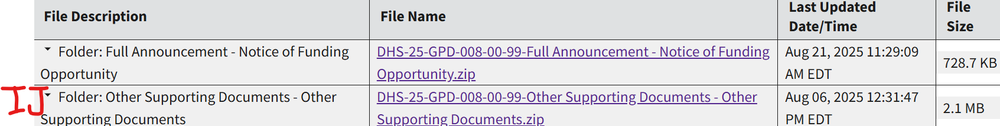 File Description File Name Last Updated Date/Time File Size
Folder: Full Announcement - Notice of Funding Opportunity DHS-25-GPD-008-00-99-Full Announcement - Notice of Funding Opportunity.zip Aug 21, 2025 11:29:09 AM EDT 728.7 KB
IJ
Folder: Other Supporting Documents - Other Supporting Documents DHS-25-GPD-008-00-99-Other Supporting Documents - Other Supporting Documents.zip Aug 06, 2025 12:31:47 PM EDT 2.1 MB